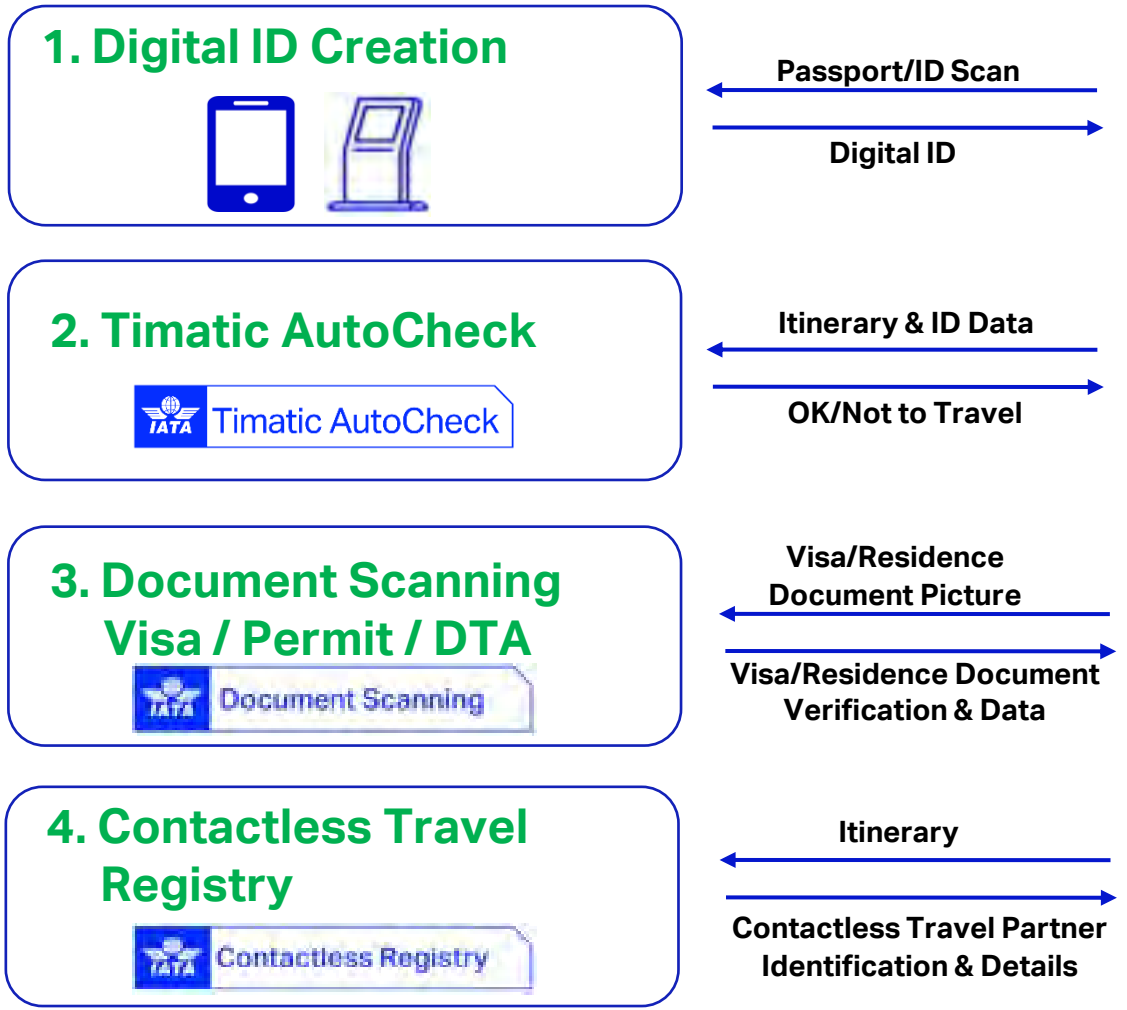 1. Digital ID Creation
Passport/ID Scan
Digital ID
2. Timatic AutoCheck
IATA
Timatic AutoCheck
Itinerary & ID Data
OK/Not to Travel
3. Document Scanning
Visa / Permit / DTA
IATA
Document Scanning
Visa/Residence
Document Picture
Visa/Residence Document
Verification & Data
4. Contactless Travel
Registry
IATA
Contactless Registry
Itinerary
Contactless Travel Partner
Identification & Details